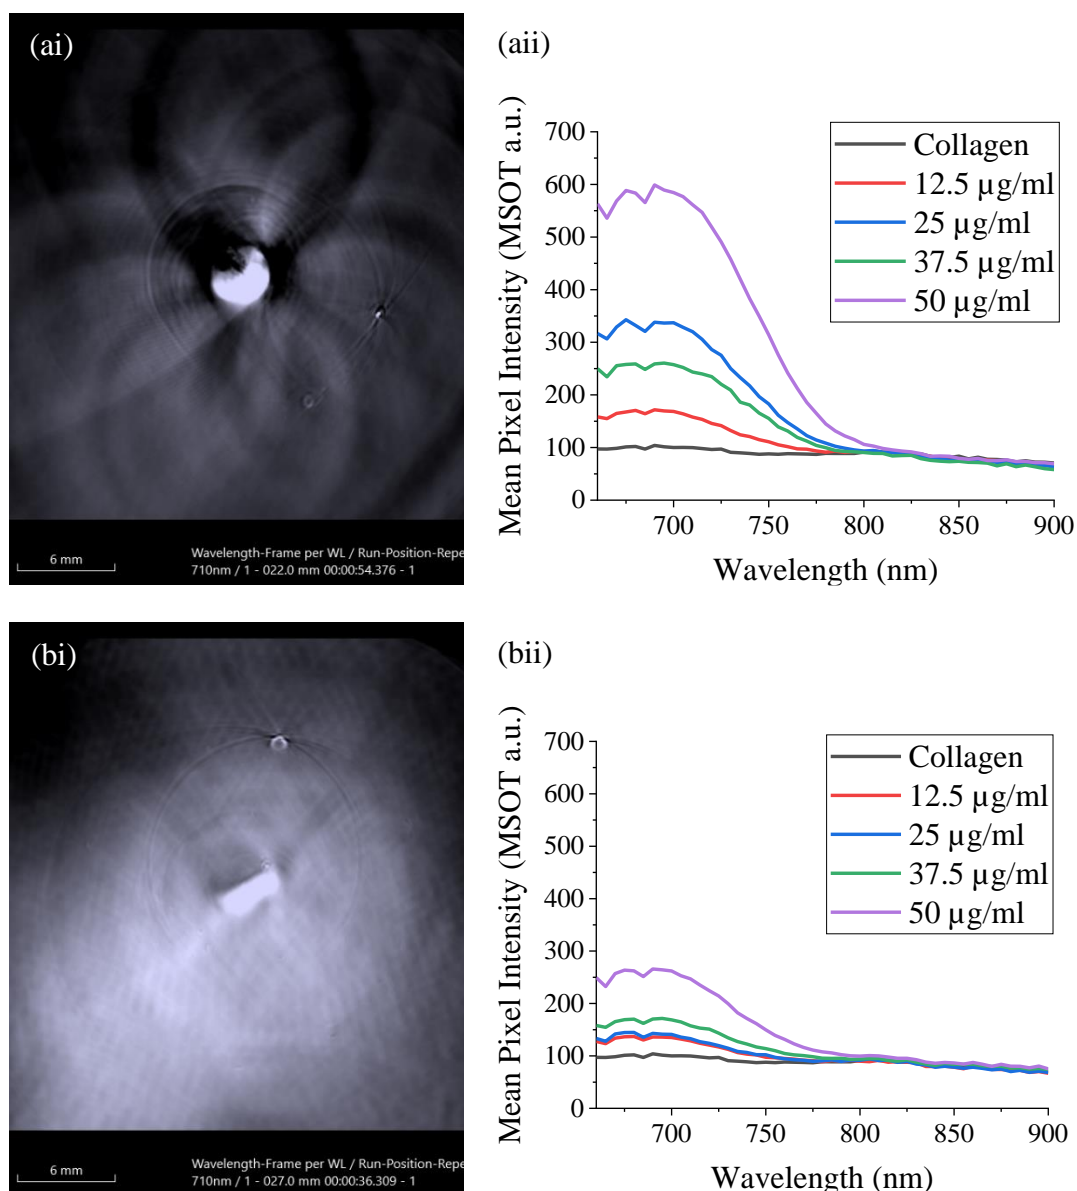 (ai)
6 mm
Wavelength-Frame per WL / Run-Position-Repe
710nm / 1 - 022.0 mm 00:00:54.376 - 1
(aii)
Mean Pixel Intensity (MSOT a.u.)
700
600
500
400
300
200
100
0
Collagen
12.5 µg/ml
25 µg/ml
37.5 µg/ml
50 µg/ml
700 750 800 850 900
Wavelength (nm)
(bi)
6 mm
Wavelength-Frame per WL / Run-Position-Repe
710nm / 1 - 027.0 mm 00:00:36.309 - 1
(bii)
Mean Pixel Intensity (MSOT a.u.)
700
600
500
400
300
200
100
0
Collagen
12.5 µg/ml
25 µg/ml
37.5 µg/ml
50 µg/ml
700 750 800 850 900
Wavelength (nm)